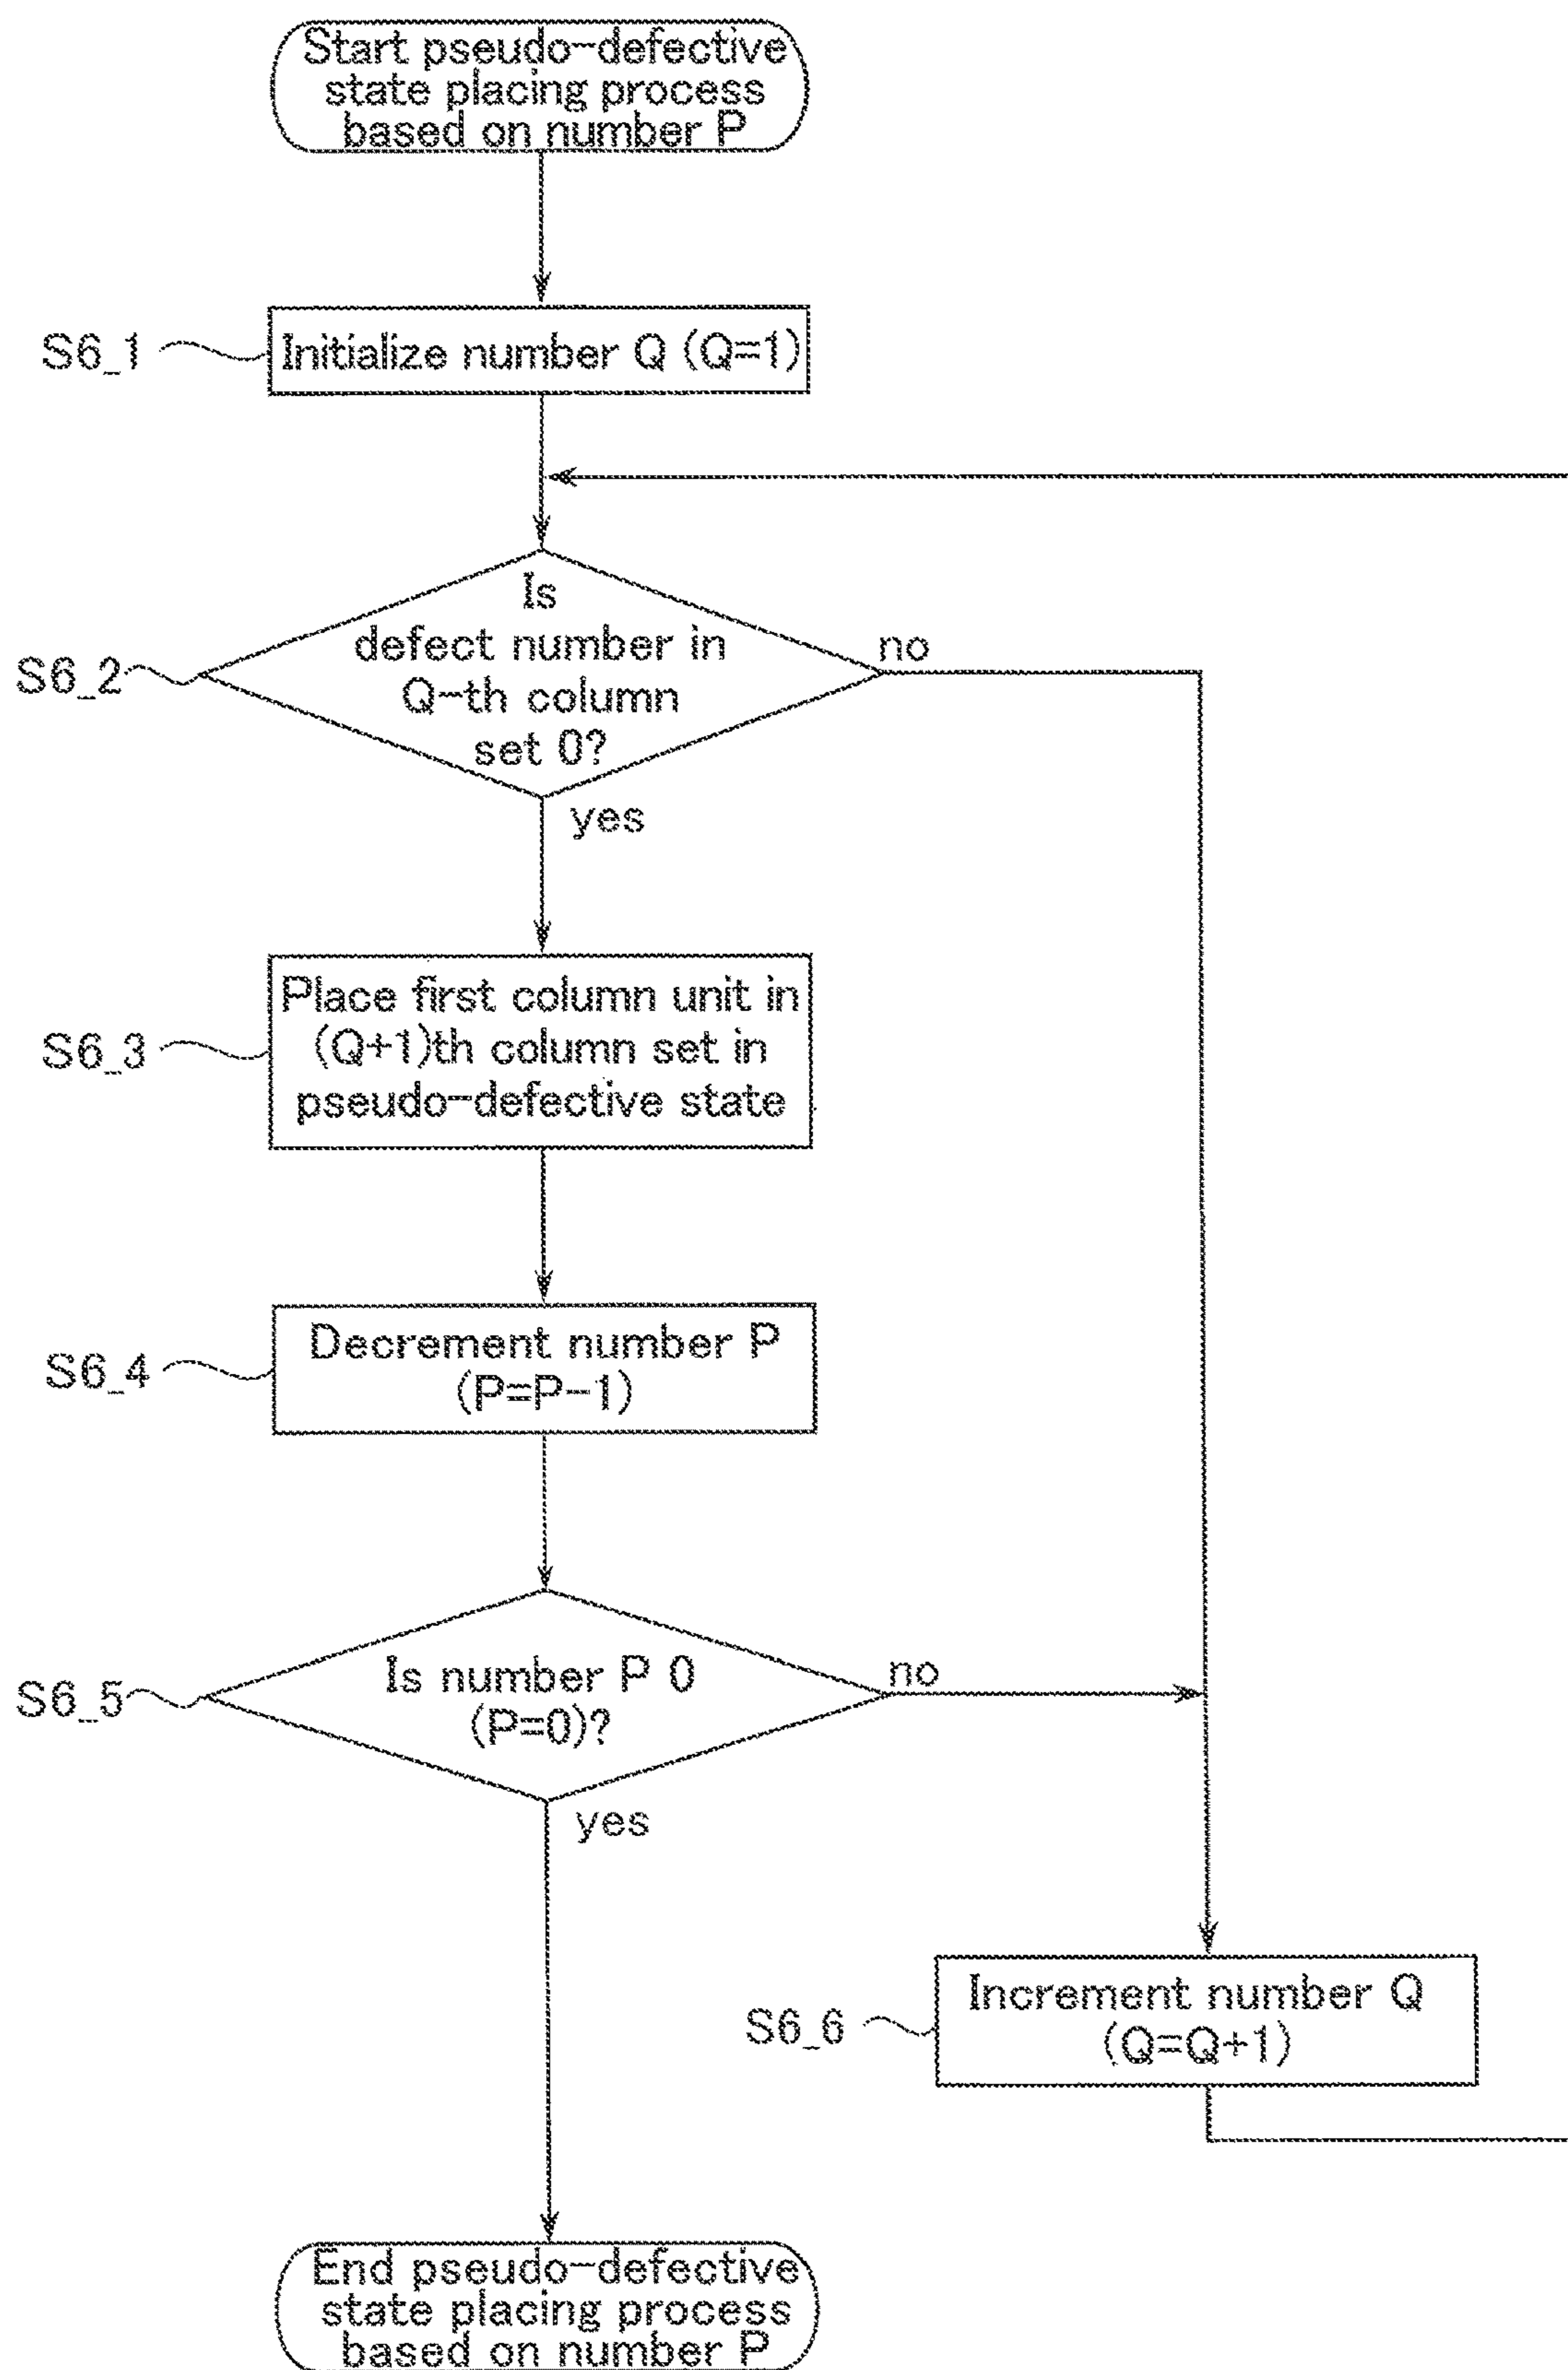 Start pseudo-defective
state placing process
based on number P
S6_1
Initialize number Q (Q=1)
S6_2
Is
defect number in
Q-th column
set 0?
no
yes
S6_3
Place first column unit in
(Q+1)th column set in
pseudo-defective state
S6_4
Decrement number P
(P=P-1)
S6_5
Is number P 0
(P=0)?
no
yes
S6_6
Increment number Q
(Q=Q+1)
End pseudo-defective
state placing process
based on number P